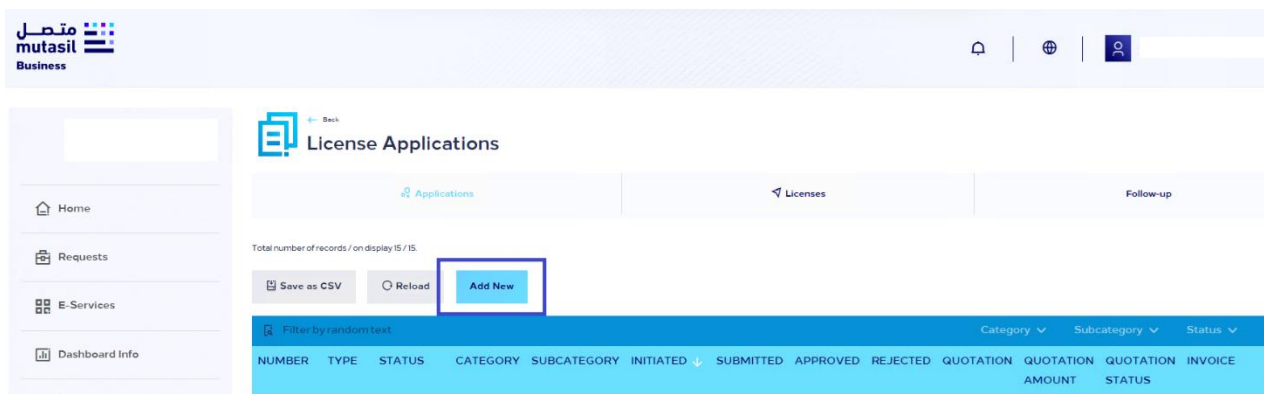 متصل
mutasil
Business
Back
License Applications
Applications
Licenses
Follow-up
Home
Requests
E-Services
Dashboard Info
Total number of records / on display 15 / 15.
Save as CSV
Reload
Add New
Filter by random text
Category
Subcategory
Status
NUMBER TYPE STATUS CATEGORY SUBCATEGORY INITIATED SUBMITTED APPROVED REJECTED QUOTATION QUOTATION AMOUNT QUOTATION STATUS INVOICE